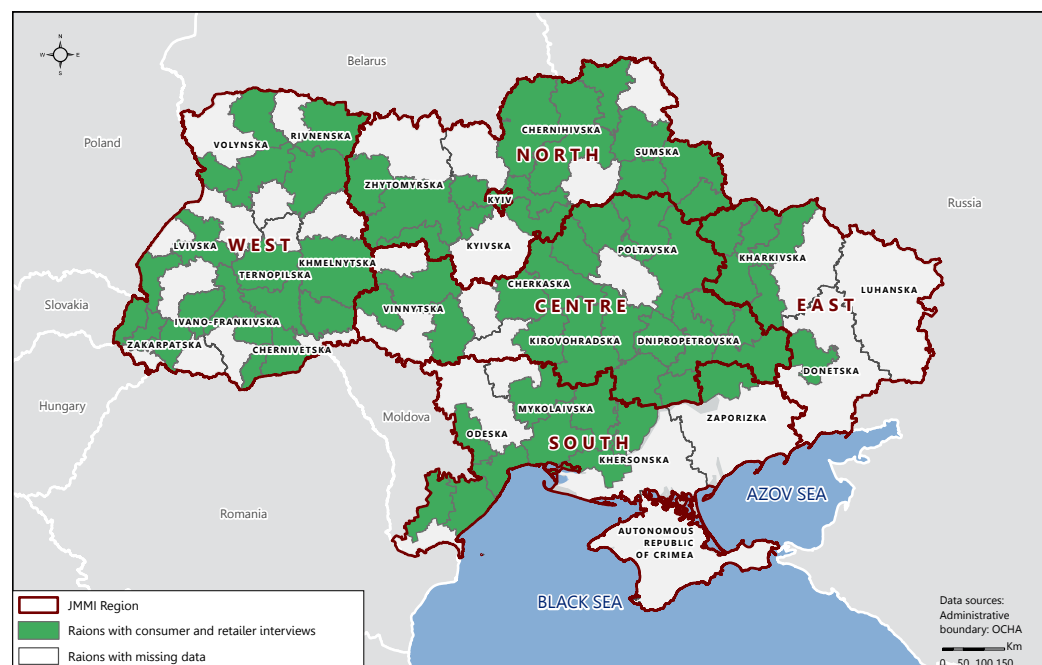 N
W E
S
Belarus
Poland
Russia
Slovakia
Hungary
Moldova
Romania
CHERNIHIVSKA
NORTH
SUMSKA
RIVNENSKA
VOLYNSKA
ZHYTOMYRSKA
KYIV
KYIVSKA
LVIVSKA
WEST
KHMELNYTSKA
TERNOPILSKA
POLTAVSKA
KHARKIVSKA
CHERKASKA
CENTRE
LUHANSKA
EAST
VINNYTSKA
IVANO-FRANKIVSKA
ZAKARPATSKA
CHERNIVETSKA
KIROVOHRADSKA
DNIPROPETROVSKA
DONETSKA
MYKOLAIVSKA
ZAPORIZKA
ODESKA
SOUTH
KHERSONSKA
AZOV SEA
AUTONOMOUS
REPUBLIC
OF CRIMEA
BLACK SEA
JMMI Region
Raions with consumer and retailer interviews
Raions with missing data
Data sources:
Administrative
boundary: OCHA
Km
0 50 100 150